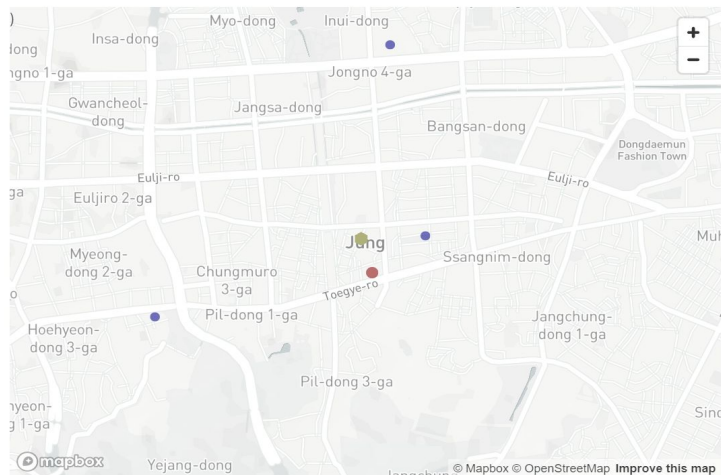 )
Myo-dong
Inui-dong
Insa-dong
+
−
ngno 1-ga
Jongno 4-ga
Gwancheol-
dong
Jangsa-dong
Bangsan-dong
Dongdaemun
Fashion Town
Eulji-ro
Eulji-ro
ga
Euljiro 2-ga
Jung
Muh
Myeong-
dong 2-ga
Chungmuro
3-ga
Ssangnim-dong
o
Toegye-ro
Pil-dong 1-ga
Hoehyeon-
dong 3-ga
Jangchung-
dong 1-ga
Pil-dong 3-ga
nyeon-
g 1-ga
Sind
mapbox
Yejang-dong
Jangchung-
© Mapbox © OpenStreetMap Improve this map